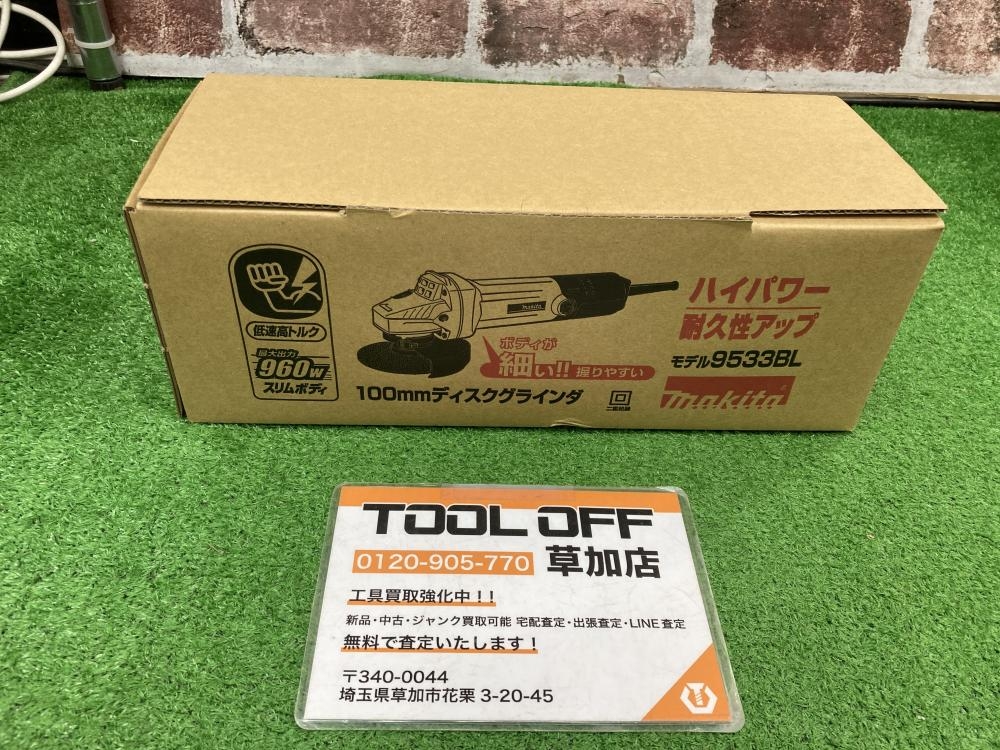 低速高トルク
最大出力
960w
スリムボディ
makita
ボディが
細い!! 握りやすい
100mmディスクグラインダ
二重絶縁
ハイパワー
耐久性アップ
モデル9533BL
makita
TOOL OFF
0120-905-770 草加店
工具買取強化中!!
新品・中古・ジャンク買取可能 宅配査定・出張査定・LINE査定
無料で査定いたします!
〒340-0044
埼玉県草加市花栗 3-20-45